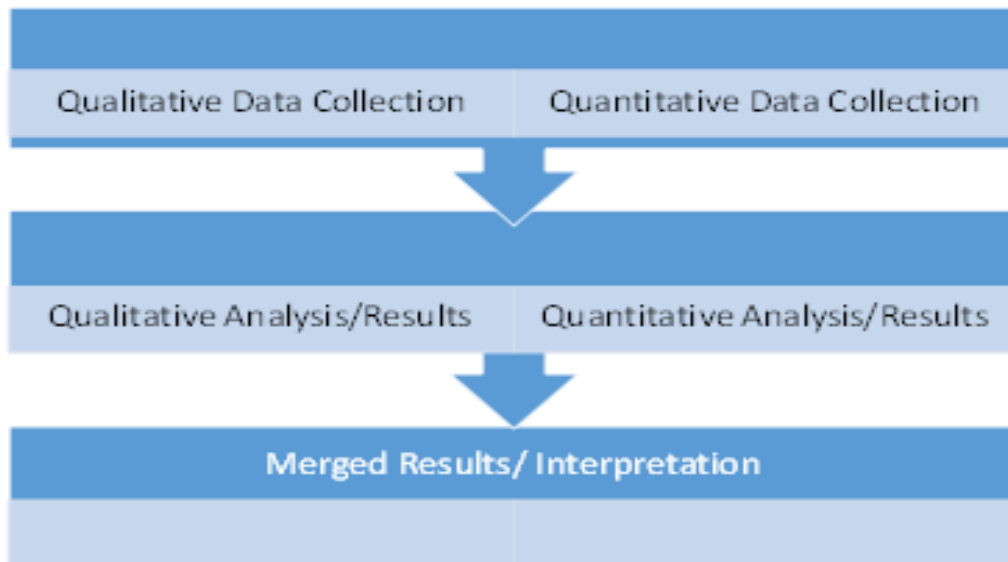 Qualitative Data Collection
Quantitative Data Collection
Qualitative Analysis/Results
Quantitative Analysis/Results
Merged Results/ Interpretation